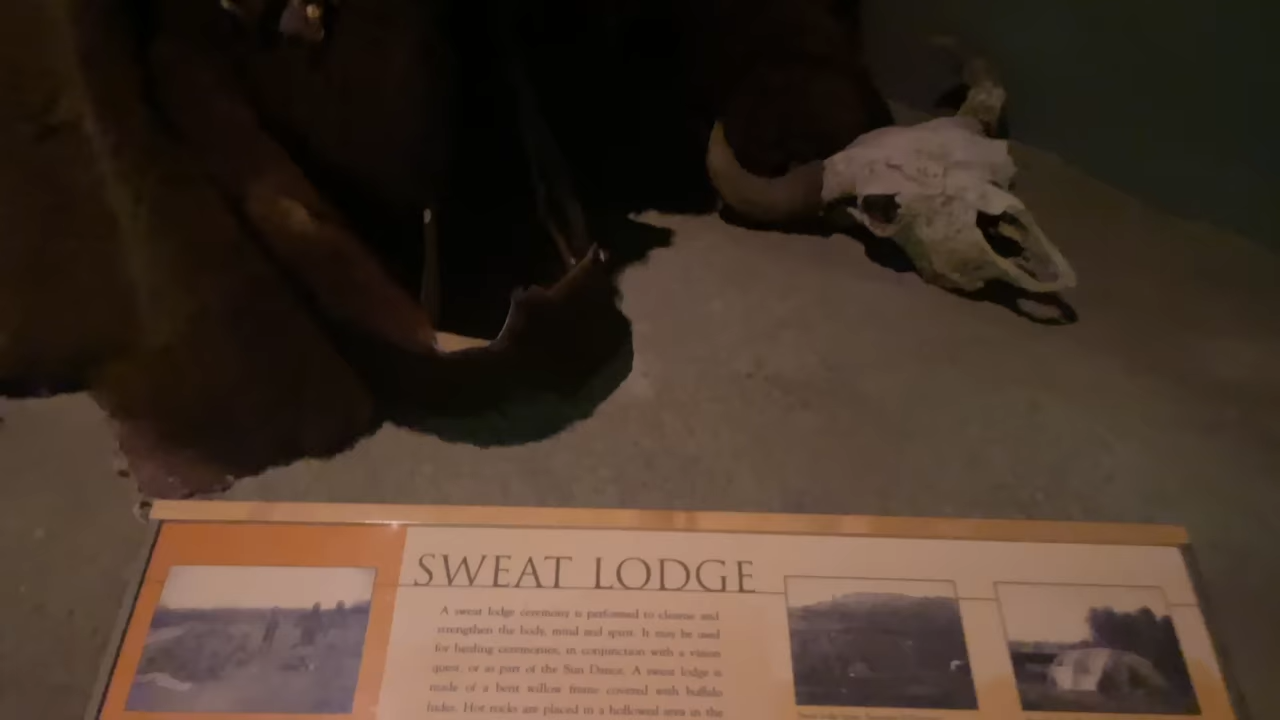 SWEAT LODGE
A sweat lodge ceremony is performed to cleanse and
strengthen the body, mind and spirit. It may be used
for healing ceremonies, in conjunction with a vision
quest, or as part of the Sun Dance. A sweat lodge is
made of a bent willow frame covered with buffalo
hides. Hot rocks are placed in a hollowed area in the